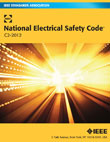 IEEE STANDARDS ASSOCIATION
National Electrical Safety Code®
C2-2012
IEEE